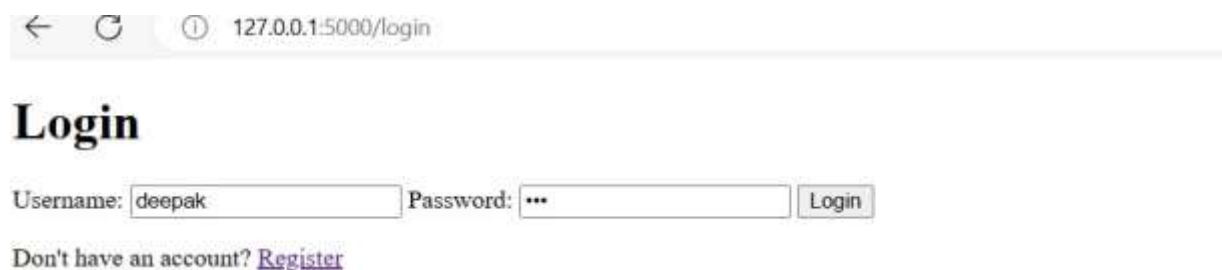 127.0.0.1:5000/login
Login
Username: deepak Password: ••• Login
Don't have an account? Register